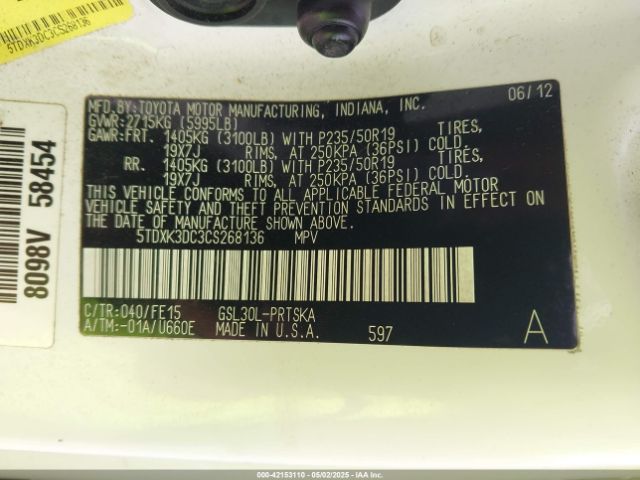 5TDXK3DC3CS268136
8098V 58454
MFD.BY:TOYOTA MOTOR MANUFACTURING, INDIANA, INC. 06/12
GVWR:2715KG (5995LB)
GAWR:FRT. 1405KG (3100LB) WITH P235/50R19 TIRES,
19X7J RIMS, AT 250KPA (36PSI) COLD.
RR. 1405KG (3100LB) WITH P235/50R19 TIRES,
19X7J RIMS, AT 250KPA (36PSI) COLD.
THIS VEHICLE CONFORMS TO ALL APPLICABLE FEDERAL MOTOR
VEHICLE SAFETY AND THEFT PREVENTION STANDARDS IN EFFECT ON
THE DATE OF MANUFACTURE SHOWN ABOVE.
5TDXK3DC3CS268136 MPV
C/TR:040/FE15 GSL30L-PRTSKA
A/TM:-01A/U660E MADE IN U.S.A. 597 A
000-42153110 - 05/02/2025 - IAAI.COM